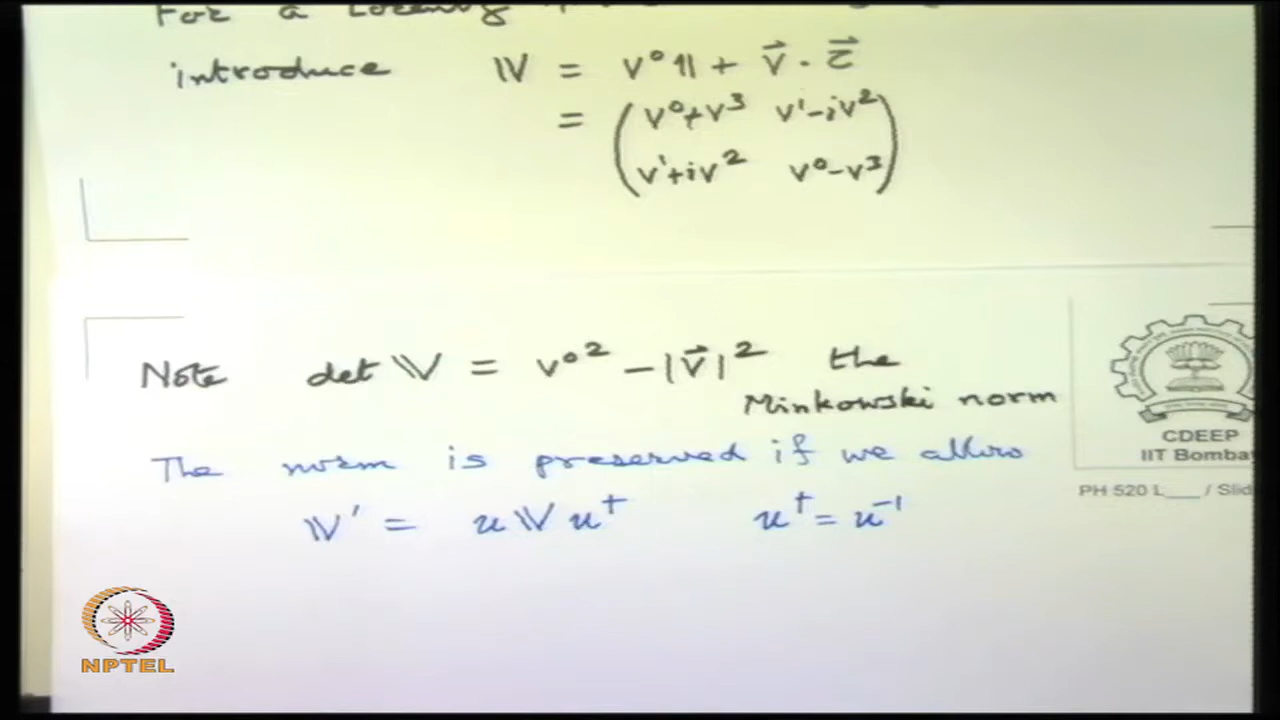 For a
introduce 𝕍 = v⁰𝟙 + v⃗ . τ⃗
= ( v⁰+v³ v¹-iv²
v¹+iv² v⁰-v³ )
Note det 𝕍 = v⁰² - |v⃗|² the
Minkowski norm
The norm is preserved if we allow
𝕍′ = u𝕍u† u† = u⁻¹
CDEEP
IIT Bombay
PH 520 L___ / Slid
NPTEL